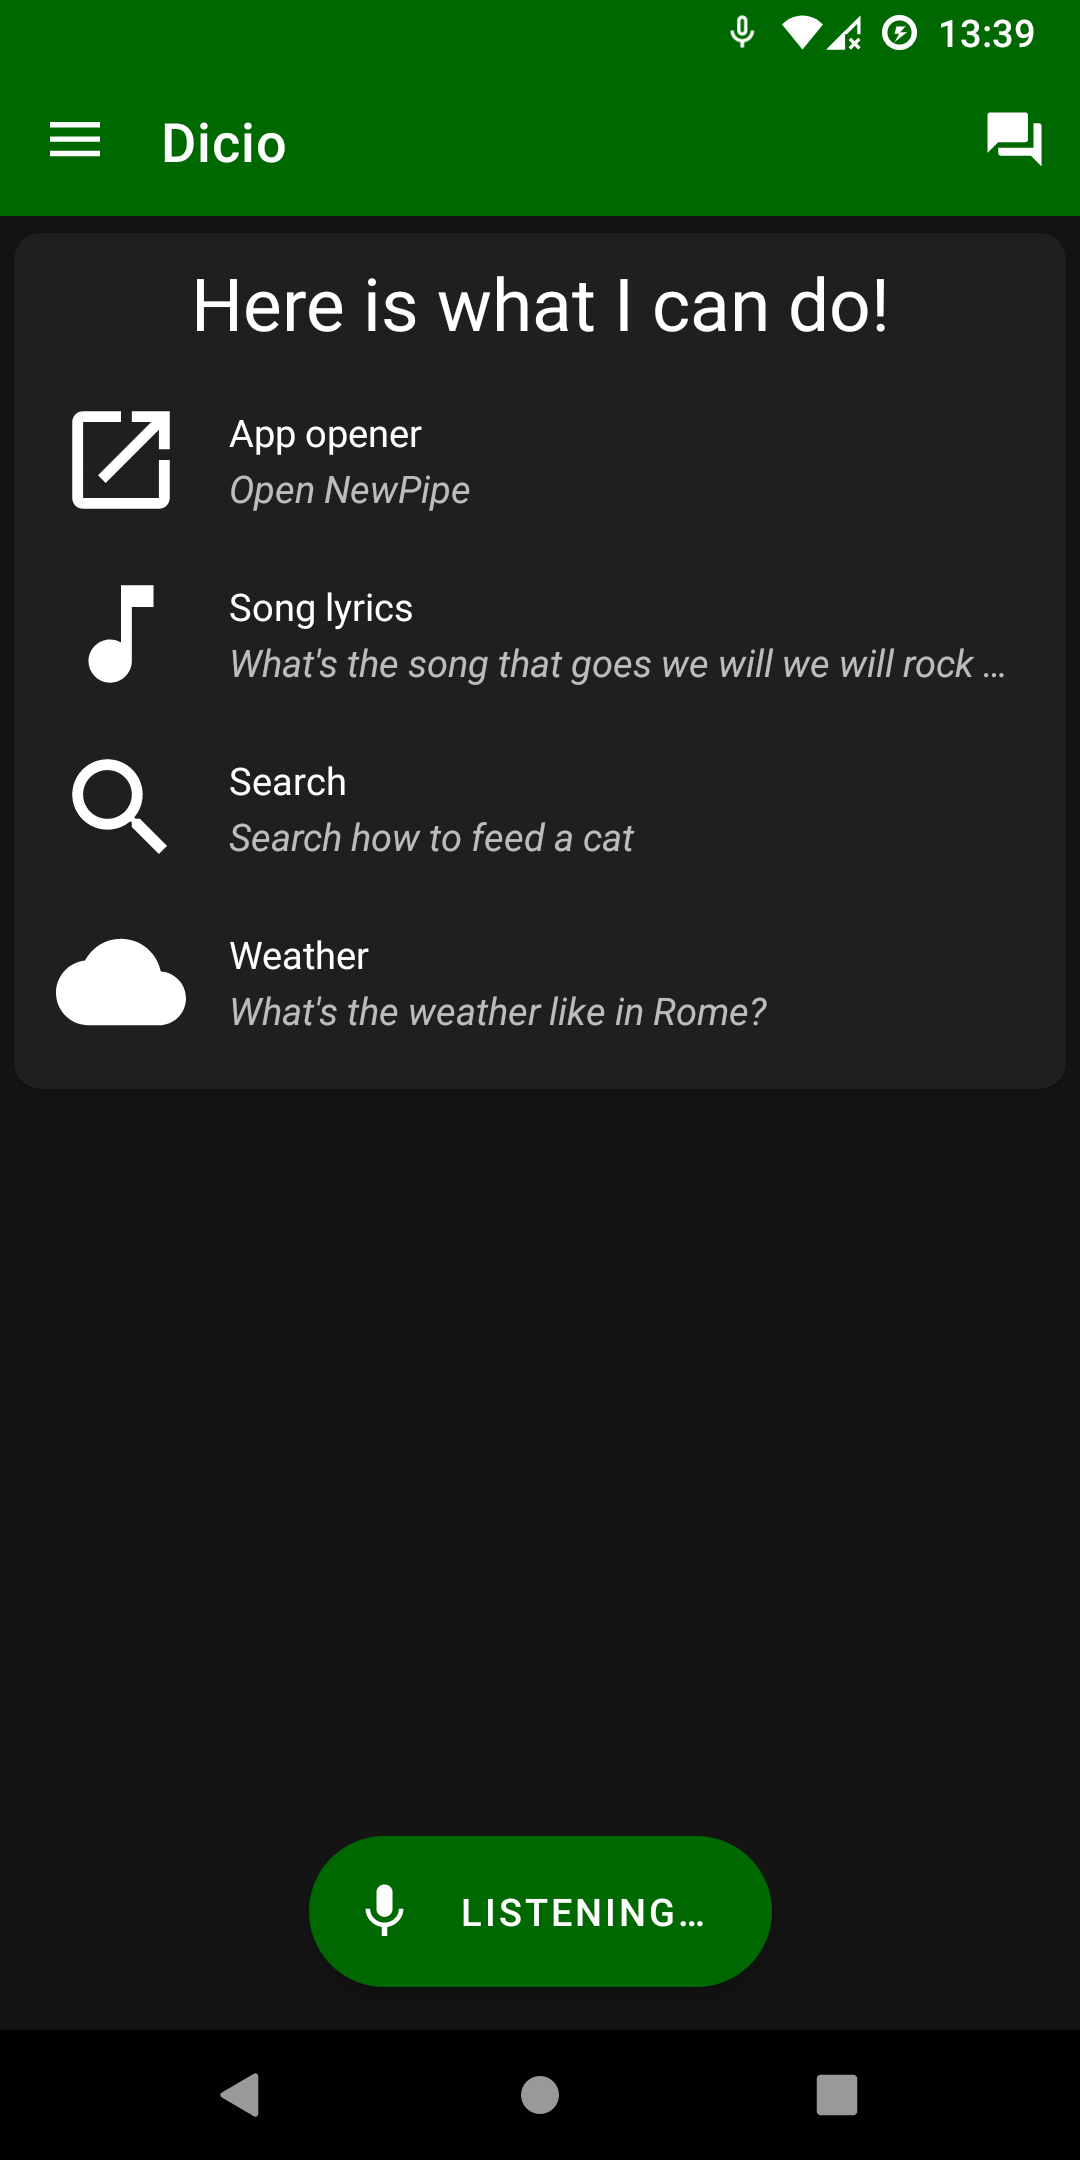 13:39
Dicio
Here is what I can do!
App opener
Open NewPipe
Song lyrics
What's the song that goes we will we will rock …
Search
Search how to feed a cat
Weather
What's the weather like in Rome?
LISTENING…